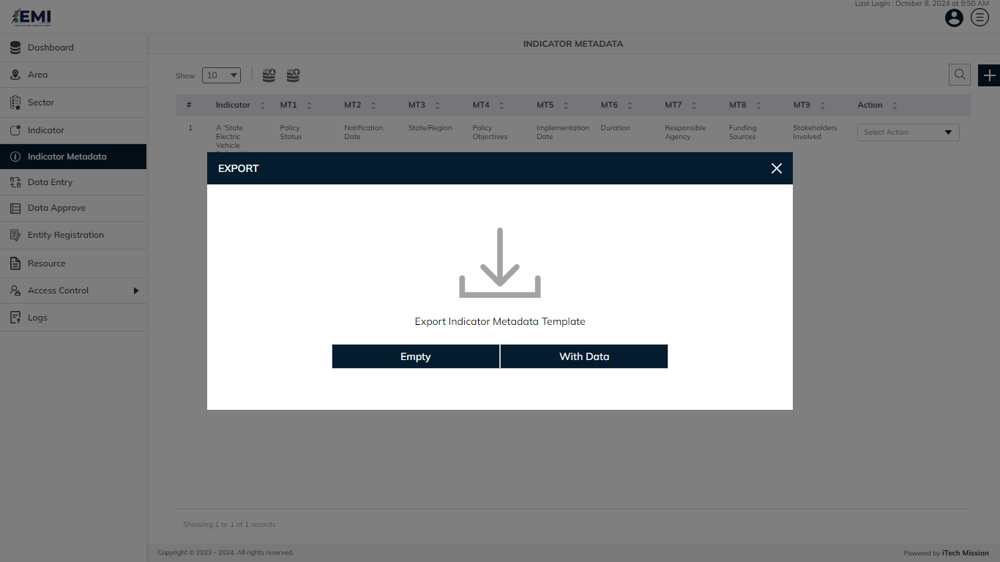 Last Login : October 8, 2024 at 9:50 AM
EMI
INDICATOR METADATA
Dashboard
Area
Sector
Indicator
Indicator Metadata
Data Entry
Data Approve
Entity Registration
Resource
Access Control
Logs
Show 10
# Indicator MT1 MT2 MT3 MT4 MT5 MT6 MT7 MT8 MT9 Action
1 A 'State Policy Notification State/Region Policy Implementation Duration Responsible Funding Stakeholders Select Action
Electric Status Date Objectives Date Agency Sources Involved
Vehicle
EXPORT
Export Indicator Metadata Template
Empty With Data
Showing 1 to 1 of 1 records
Copyright © 2023 - 2024. All rights reserved. Powered by iTech Mission